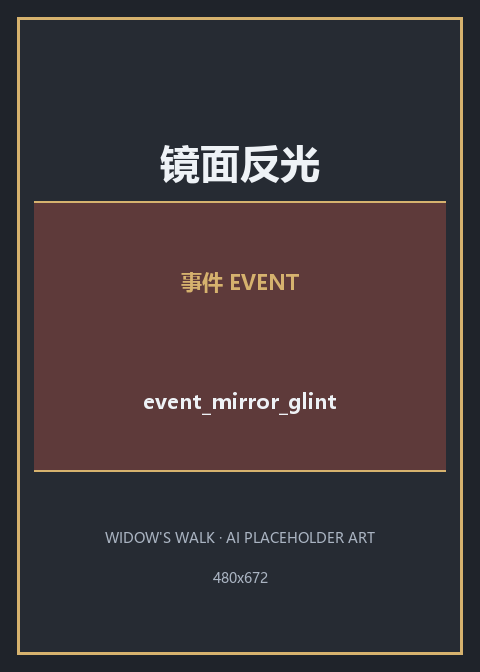 镜面反光
事件 EVENT
event_mirror_glint
WIDOW'S WALK · AI PLACEHOLDER ART
480x672